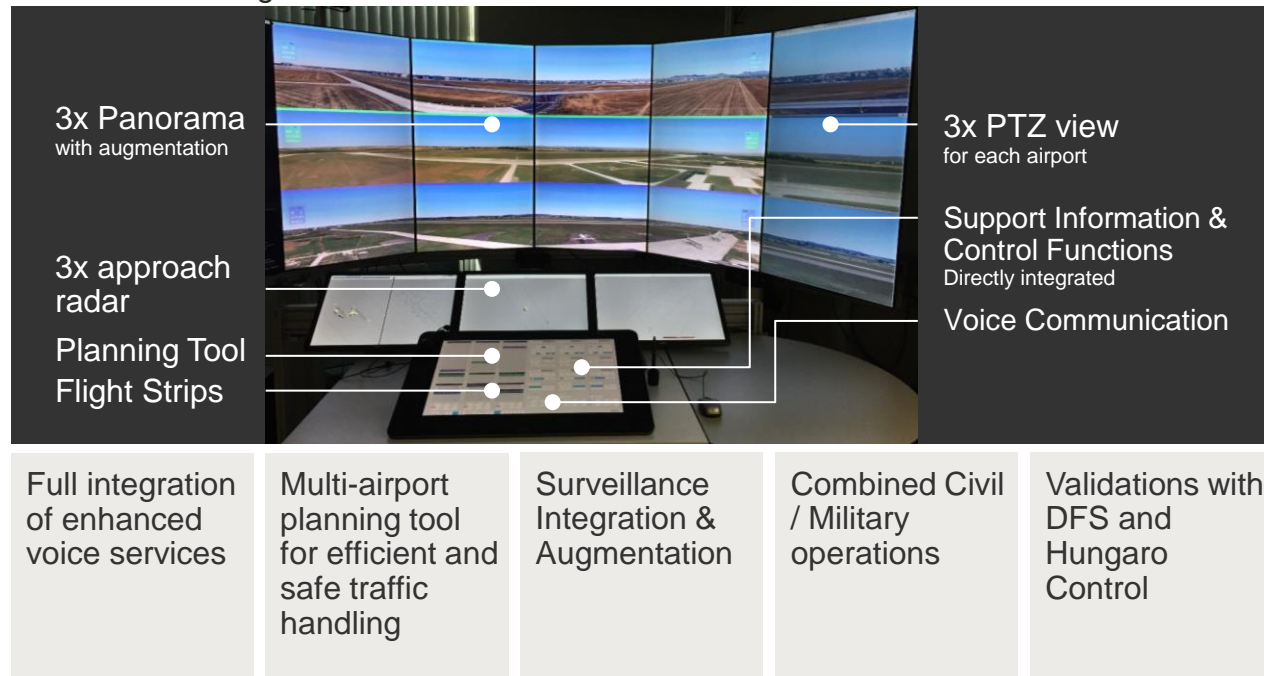 3x Panorama
with augmentation
3x approach
radar
Planning Tool
Flight Strips
3x PTZ view
for each airport
Support Information &
Control Functions
Directly integrated
Voice Communication
Full integration
of enhanced
voice services
Multi-airport
planning tool
for efficient and
safe traffic
handling
Surveillance
Integration &
Augmentation
Combined Civil
/ Military
operations
Validations with
DFS and
Hungaro
Control